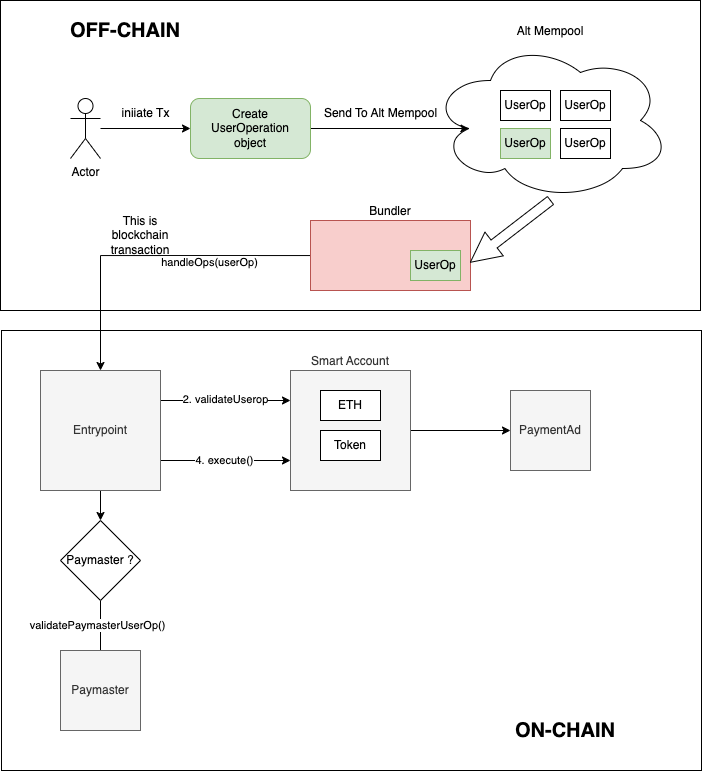 OFF-CHAIN
Alt Mempool
iniiate Tx
Create
UserOperation
object
Send To Alt Mempool
UserOp
UserOp
UserOp
UserOp
Actor
This is
blockchain
transaction
handleOps(userOp)
Bundler
UserOp
Smart Account
Entrypoint
2. validateUserop
4. execute()
ETH
Token
PaymentAd
Paymaster ?
validatePaymasterUserOp()
Paymaster
ON-CHAIN